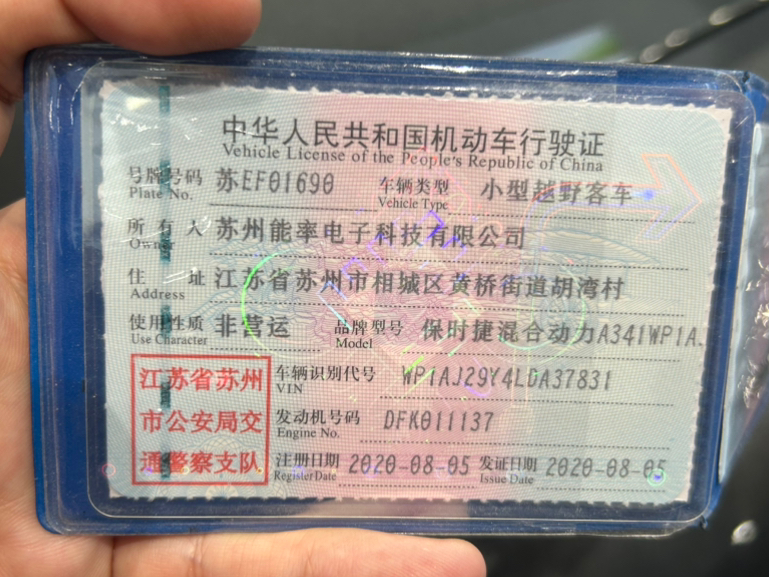 中华人民共和国机动车行驶证
Vehicle License of the People's Republic of China
号牌号码 苏EF01690 车辆类型 小型越野客车
Plate No. Vehicle Type
所有人 苏州能率电子科技有限公司
Owner
住址 江苏省苏州市相城区黄桥街道胡湾村
Address
使用性质 非营运 品牌型号 保时捷混合动力A341WP1A.
Use Character Model
江苏省苏州 车辆识别代号 WP1AJ29Y4LDA37831
VIN
市公安局交 发动机号码 DFK011137
Engine No.
通警察支队 注册日期 2020-08-05 发证日期 2020-08-05
Register Date Issue Date